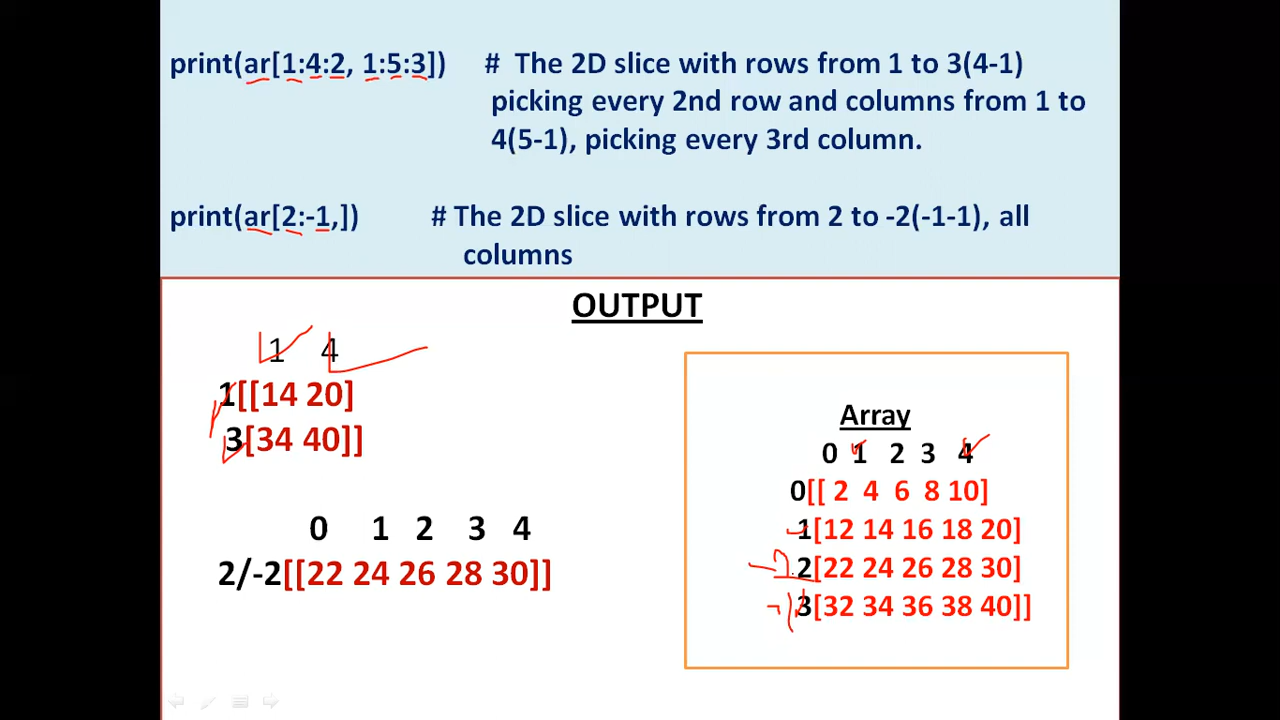 print(ar[1:4:2, 1:5:3]) # The 2D slice with rows from 1 to 3(4-1)
picking every 2nd row and columns from 1 to
4(5-1), picking every 3rd column.
print(ar[2:-1,]) # The 2D slice with rows from 2 to -2(-1-1), all
columns
OUTPUT
1 4
1[[14 20]
3[34 40]]
0 1 2 3 4
2/-2[[22 24 26 28 30]]
Array
0 1 2 3 4
0[[ 2 4 6 8 10]
1[12 14 16 18 20]
-2 2[22 24 26 28 30]
-1 3[32 34 36 38 40]]